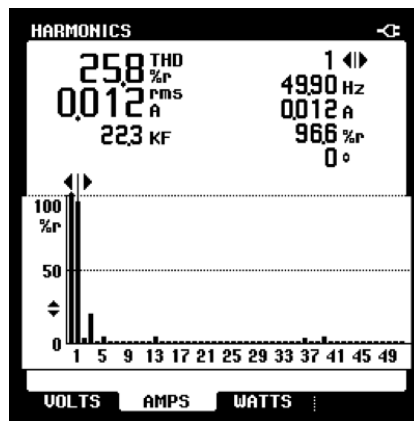 HARMONICS
25.8 THD %r
0.012 rms A
22.3 KF
1
49.90 Hz
0.012 A
96.6 %r
0 °
100
%r
50
0
1 5 9 13 17 21 25 29 33 37 41 45 49
VOLTS AMPS WATTS